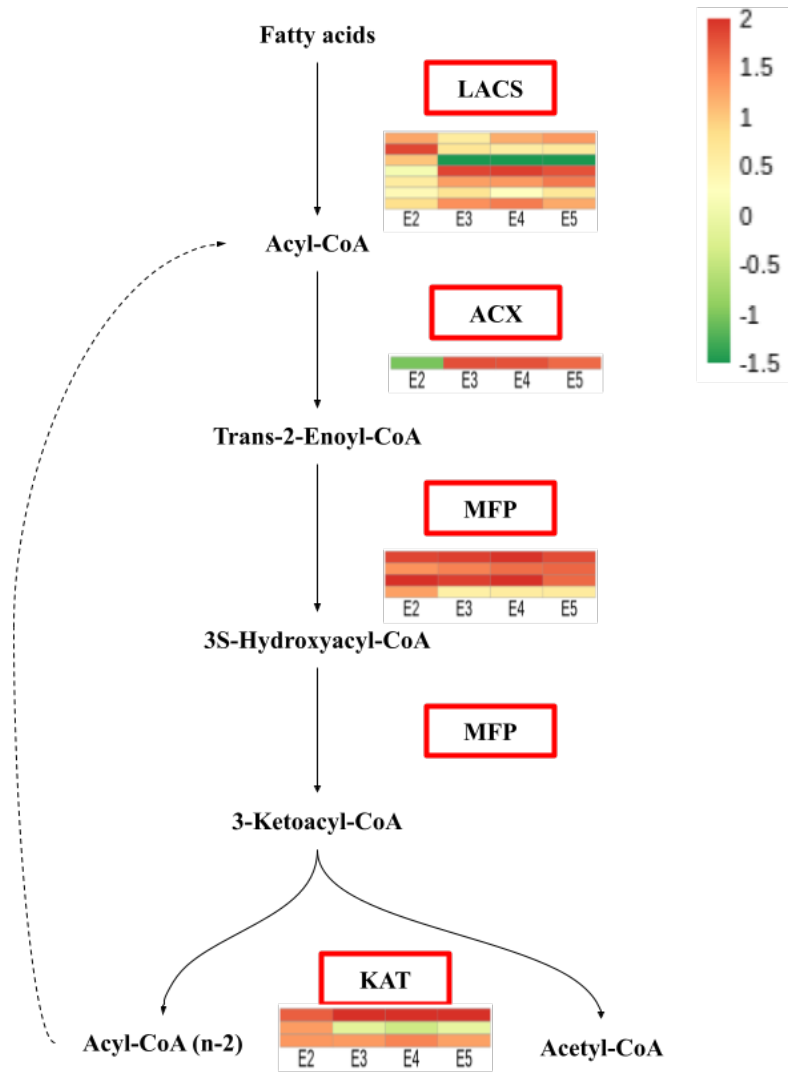 Fatty acids
2
1.5
1
0.5
0
-0.5
-1
-1.5
LACS
E2 E3 E4 E5
Acyl-CoA
ACX
E2 E3 E4 E5
Trans-2-Enoyl-CoA
MFP
E2 E3 E4 E5
3S-Hydroxyacyl-CoA
MFP
3-Ketoacyl-CoA
KAT
Acyl-CoA (n-2)
E2 E3 E4 E5
Acetyl-CoA